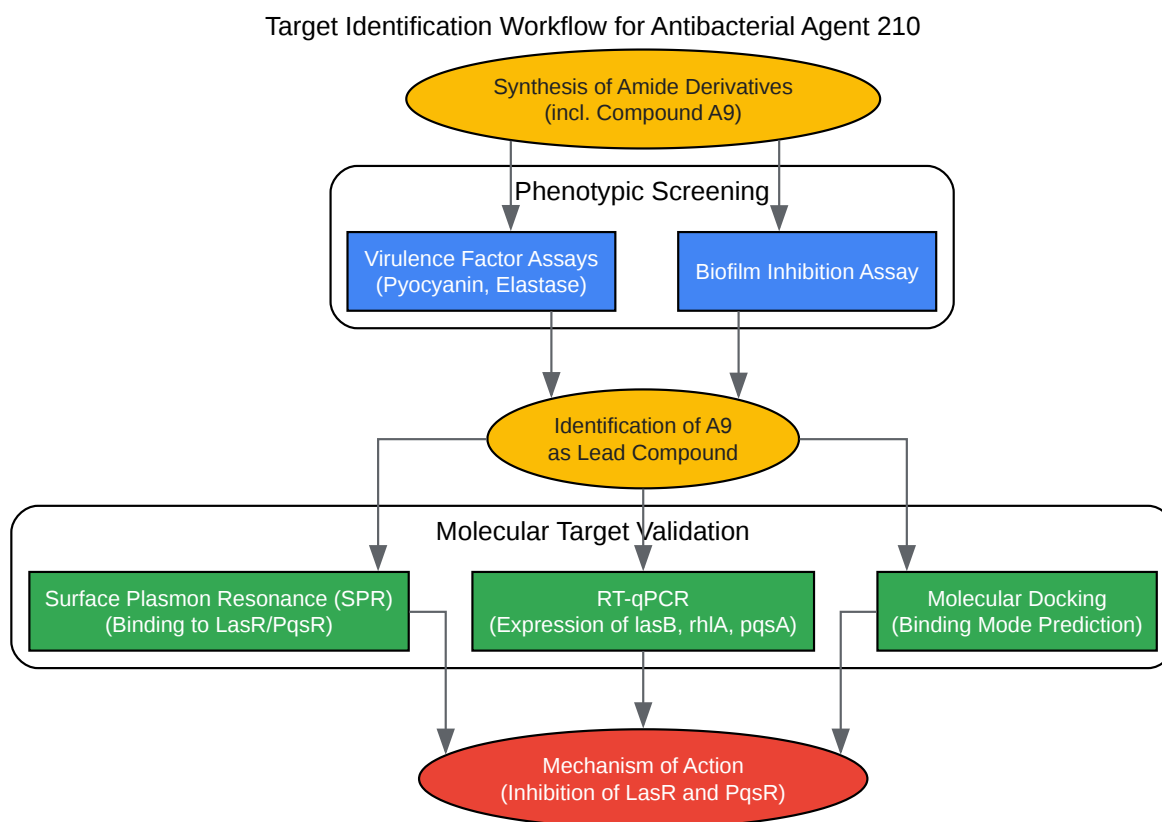 Target Identification Workflow for Antibacterial Agent 210
Synthesis of Amide Derivatives
(incl. Compound A9)
Phenotypic Screening
Virulence Factor Assays
(Pyocyanin, Elastase)
Biofilm Inhibition Assay
Identification of A9
as Lead Compound
Molecular Target Validation
Surface Plasmon Resonance (SPR)
(Binding to LasR/PqsR)
RT-qPCR
(Expression of lasB, rhlA, pqsA)
Molecular Docking
(Binding Mode Prediction)
Mechanism of Action
(Inhibition of LasR and PqsR)